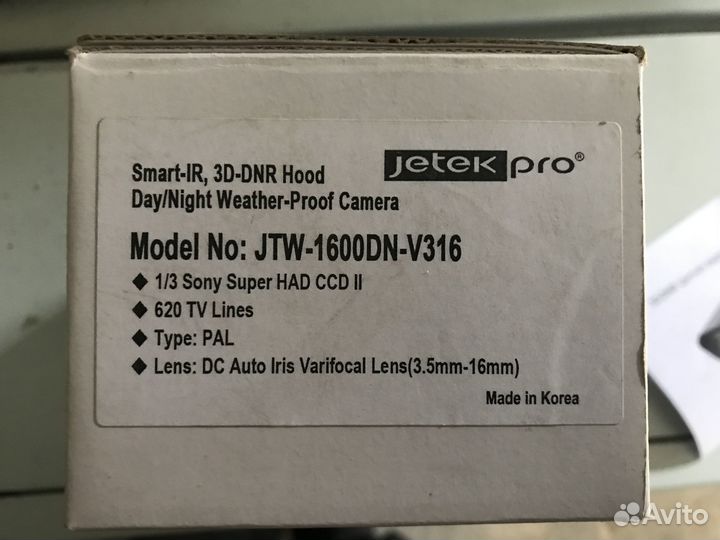 jetek pro®
Smart-IR, 3D-DNR Hood
Day/Night Weather-Proof Camera
Model No: JTW-1600DN-V316
◆ 1/3 Sony Super HAD CCD II
◆ 620 TV Lines
◆ Type: PAL
◆ Lens: DC Auto Iris Varifocal Lens(3.5mm-16mm)
Made in Korea
Avito